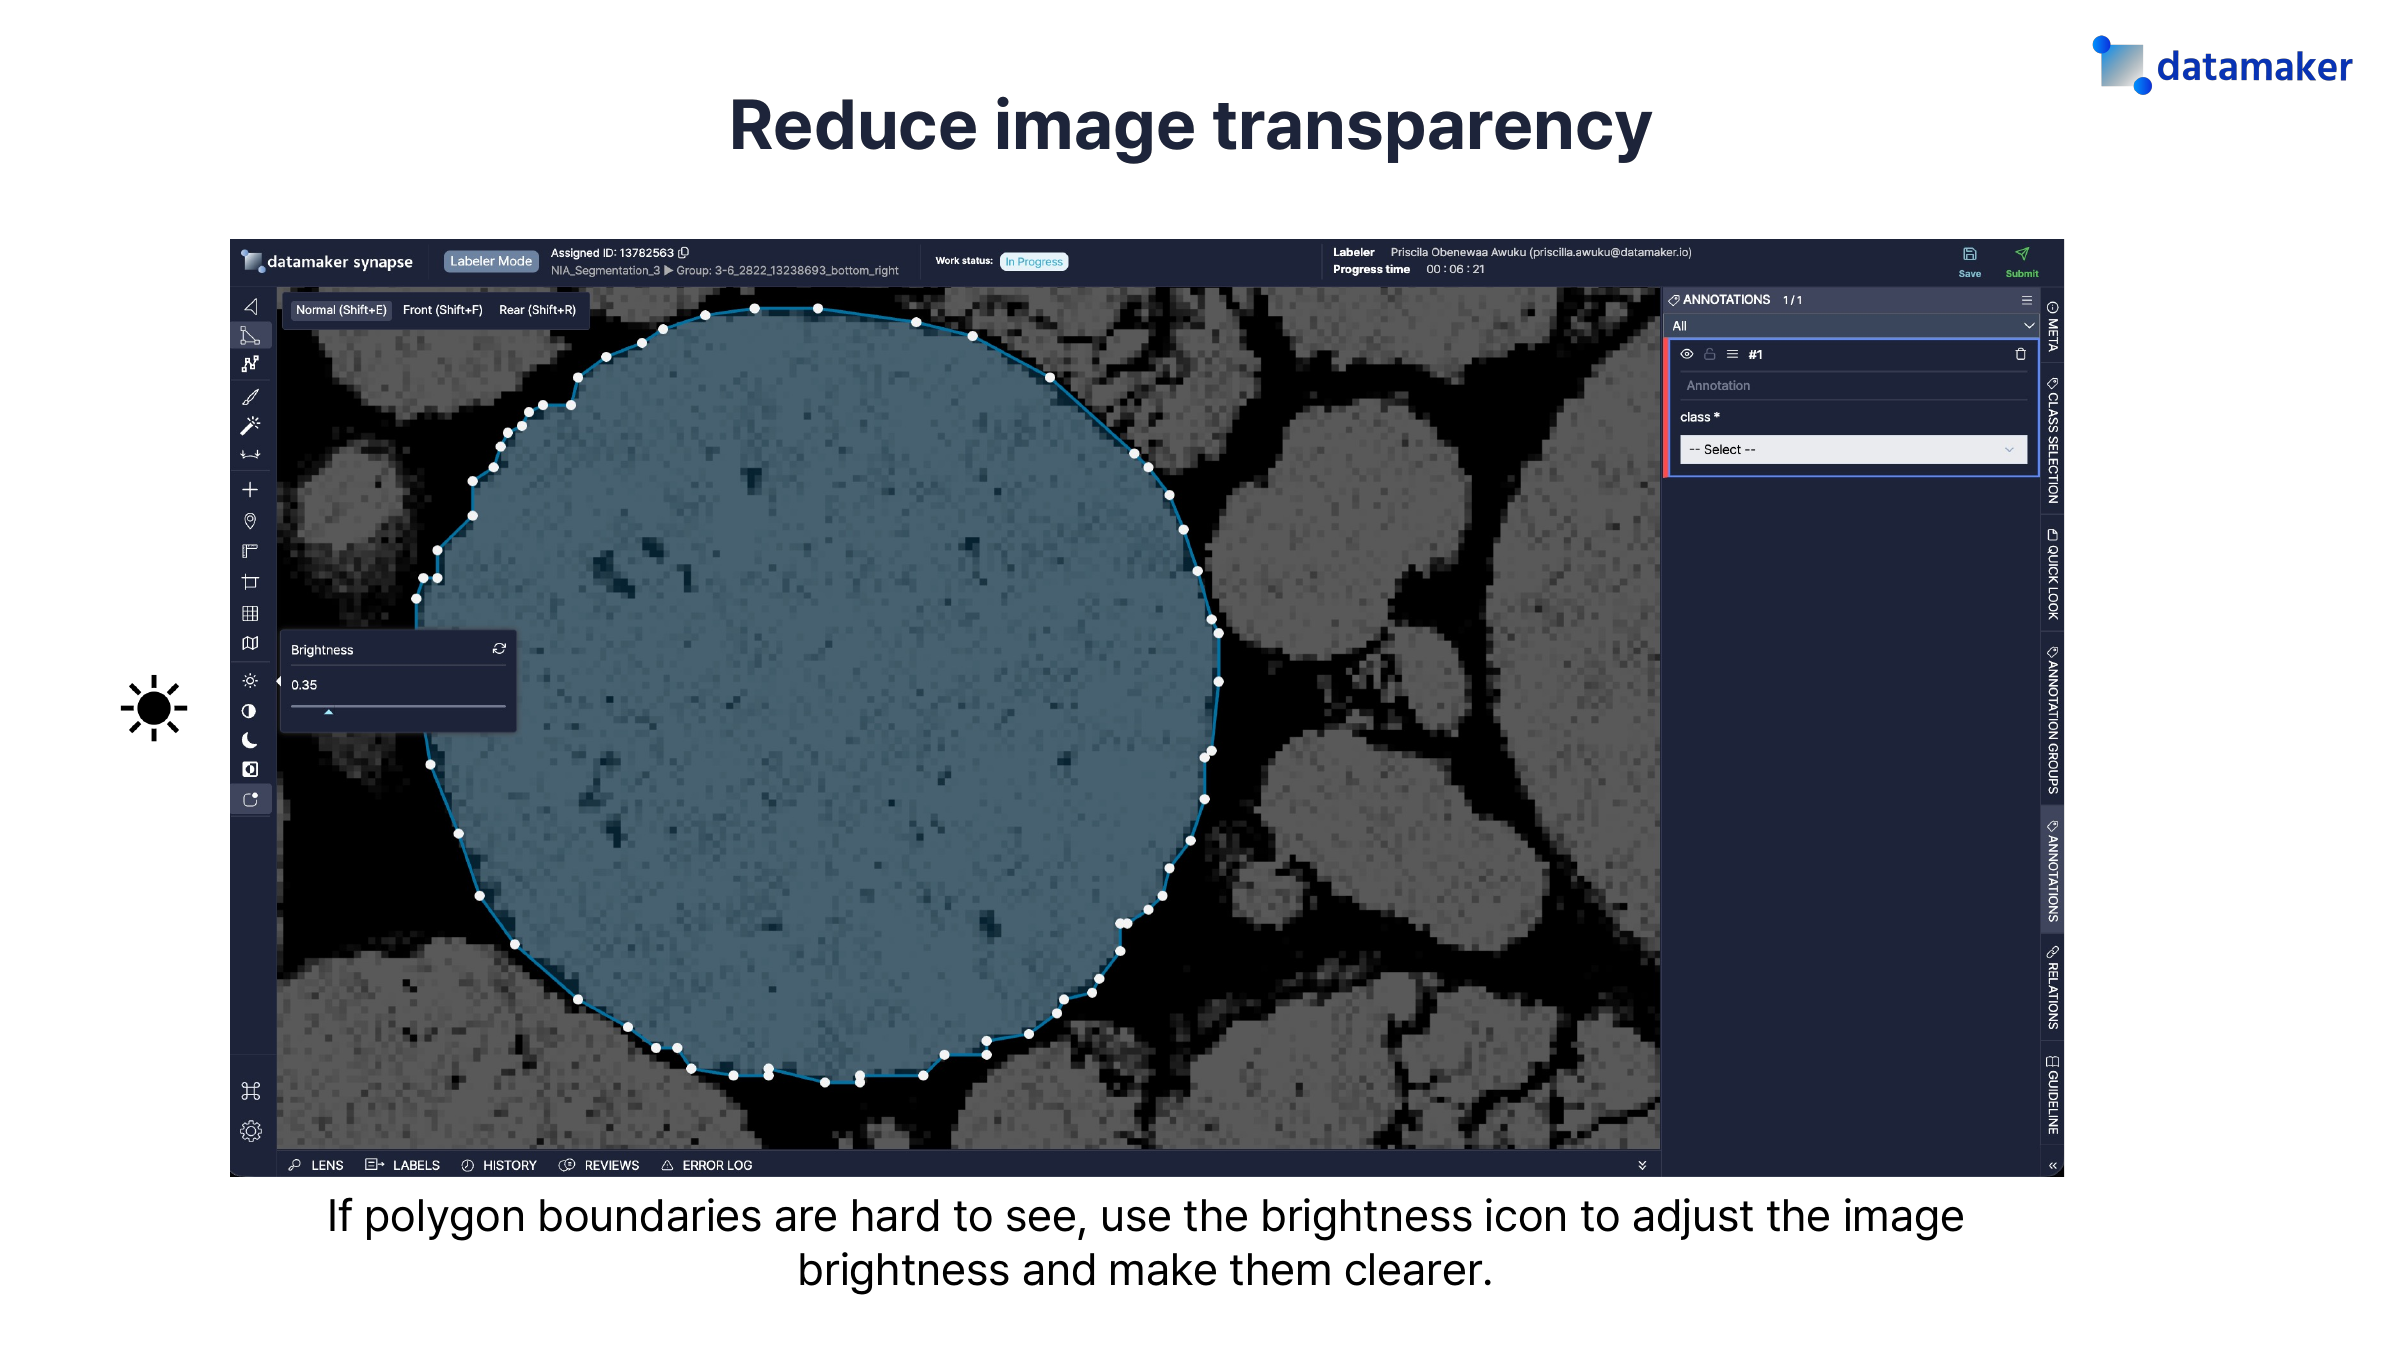 datamaker
Reduce image transparency
datamaker synapse
Labeler Mode
Assigned ID: 13782563
NIA_Segmentation_3 ▶ Group: 3-6_2822_13238693_bottom_right
Work status: In Progress
Labeler Priscila Obenewaa Awuku (priscilla.awuku@datamaker.io)
Progress time 00 : 06 : 21
Save
Submit
Normal (Shift+E) Front (Shift+F) Rear (Shift+R)
ANNOTATIONS 1 / 1
All
#1
Annotation
class *
-- Select --
META
CLASS SELECTION
QUICK LOOK
ANNOTATION GROUPS
ANNOTATIONS
RELATIONS
GUIDELINE
Brightness
0.35
LENS LABELS HISTORY REVIEWS ERROR LOG
If polygon boundaries are hard to see, use the brightness icon to adjust the image
brightness and make them clearer.